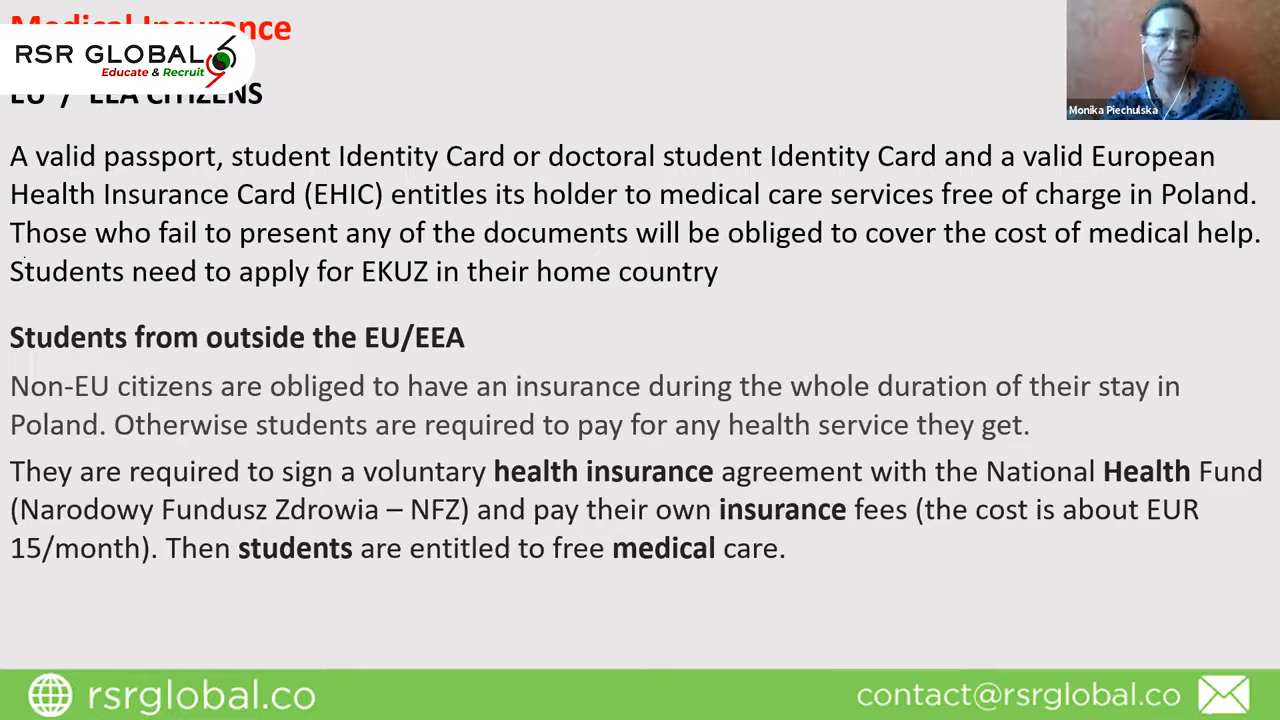 Medical Insurance
RSR GLOBAL
Educate & Recruit
EU / EEA CITIZENS
Monika Piechulska
A valid passport, student Identity Card or doctoral student Identity Card and a valid European
Health Insurance Card (EHIC) entitles its holder to medical care services free of charge in Poland.
Those who fail to present any of the documents will be obliged to cover the cost of medical help.
Students need to apply for EKUZ in their home country
Students from outside the EU/EEA
Non-EU citizens are obliged to have an insurance during the whole duration of their stay in
Poland. Otherwise students are required to pay for any health service they get.
They are required to sign a voluntary health insurance agreement with the National Health Fund
(Narodowy Fundusz Zdrowia – NFZ) and pay their own insurance fees (the cost is about EUR
15/month). Then students are entitled to free medical care.
rsrglobal.co
contact@rsrglobal.co